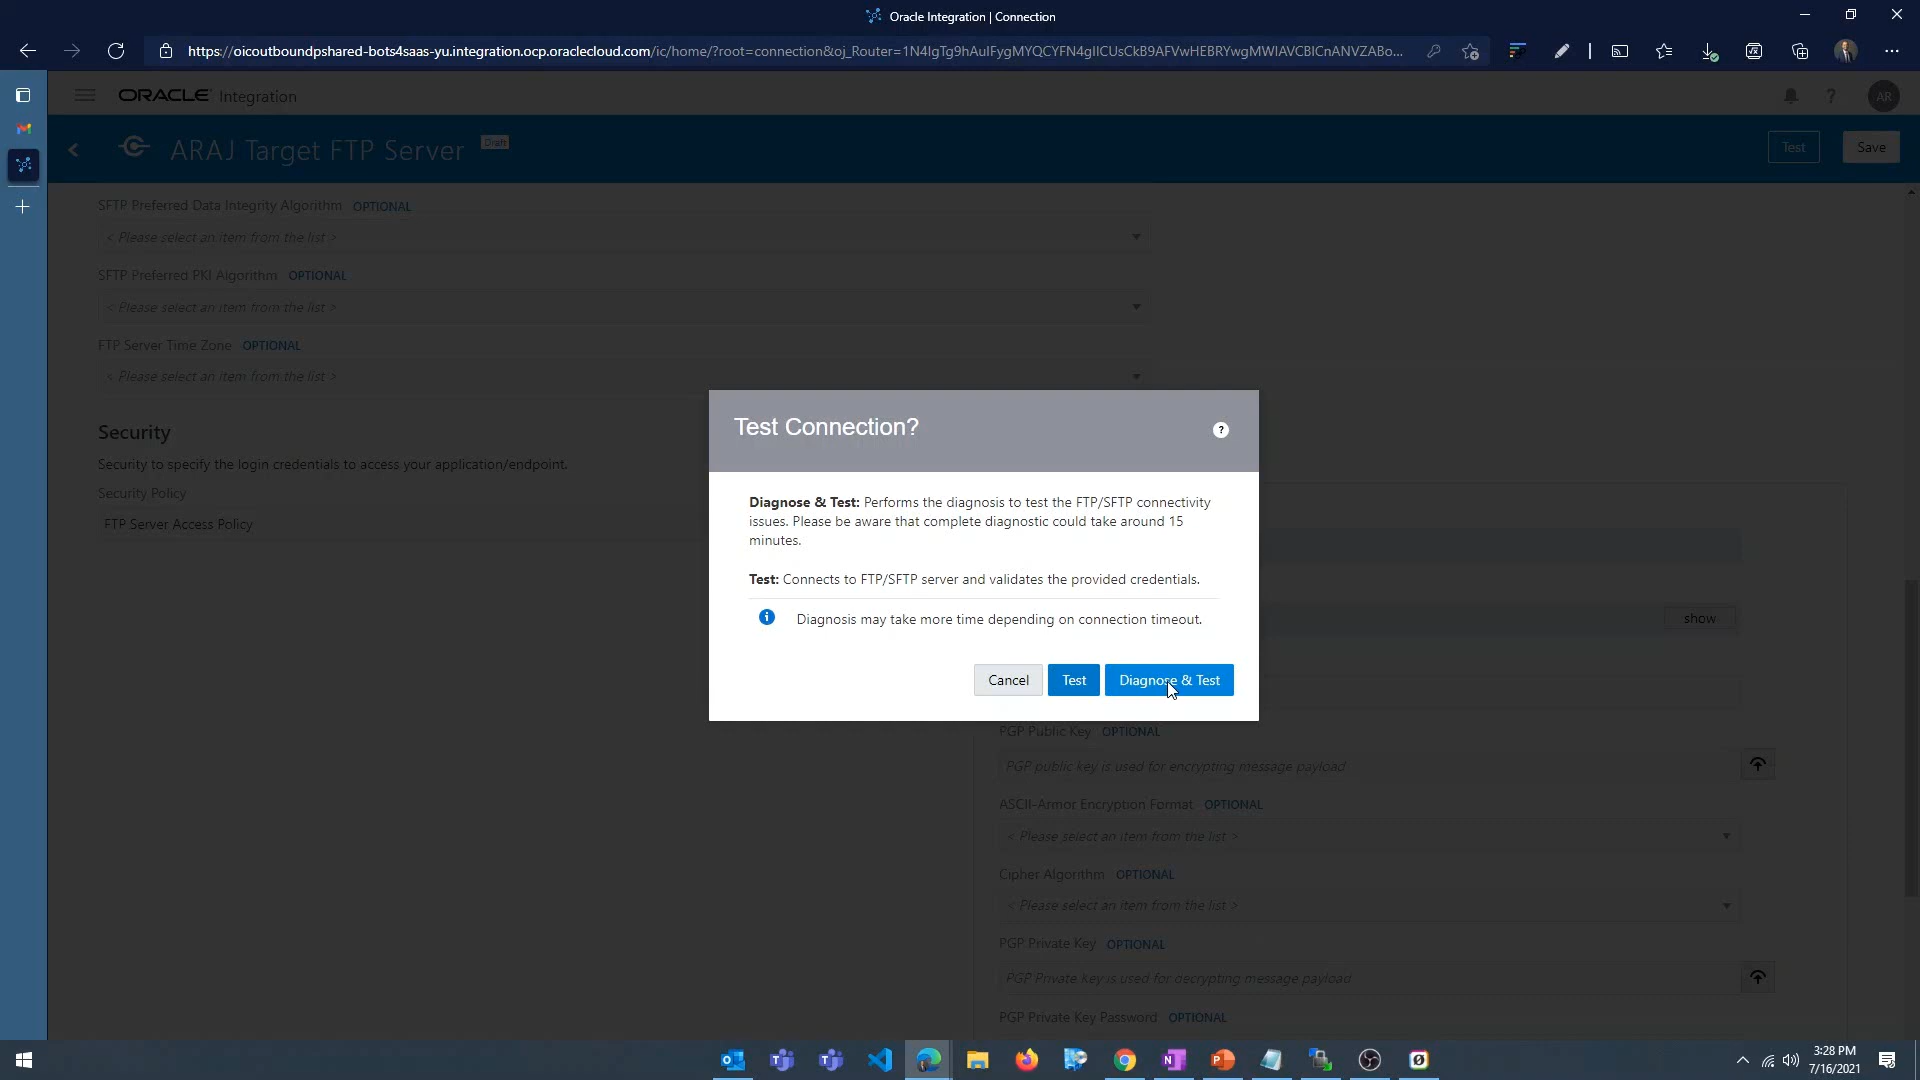 Oracle Integration | Connection
https://oicoutboundpshared-bots4saas-yu.integration.ocp.oraclecloud.com/ic/home/?root=connection&oj_Router=1N4IgTg9hAuIFygMYQCYFN4gIICUsCkB9AFVwHEBRYwgMWIAVCBICnANVZABo...
ORACLE Integration
AR
ARAJ Target FTP Server Draft
Test Save
SFTP Preferred Data Integrity Algorithm OPTIONAL
< Please select an item from the list >
SFTP Preferred PKI Algorithm OPTIONAL
< Please select an item from the list >
FTP Server Time Zone OPTIONAL
< Please select an item from the list >
Security
Security to specify the login credentials to access your application/endpoint.
Security Policy
FTP Server Access Policy
Test Connection?
Diagnose & Test: Performs the diagnosis to test the FTP/SFTP connectivity
issues. Please be aware that complete diagnostic could take around 15
minutes.
Test: Connects to FTP/SFTP server and validates the provided credentials.
Diagnosis may take more time depending on connection timeout.
Cancel Test Diagnose & Test
show
PGP Public Key OPTIONAL
PGP public key is used for encrypting message payload
ASCII-Armor Encryption Format OPTIONAL
< Please select an item from the list >
Cipher Algorithm OPTIONAL
< Please select an item from the list >
PGP Private Key OPTIONAL
PGP Private key is used for decrypting message payload
PGP Private Key Password OPTIONAL
3:28 PM
7/16/2021